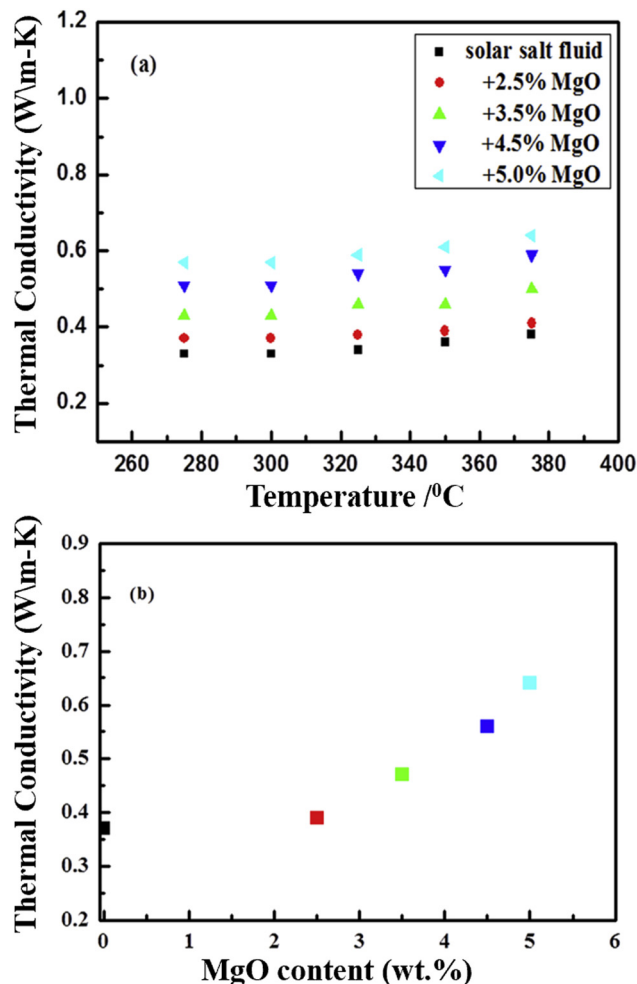 1.2
(a)
solar salt fluid
+2.5% MgO
+3.5% MgO
+4.5% MgO
+5.0% MgO
1.0
0.8
0.6
0.4
0.2
Thermal Conductivity (W\m-K)
260 280 300 320 340 360 380 400
Temperature /⁰C
0.9
(b)
0.8
0.7
0.6
0.5
0.4
0.3
0.2
Thermal Conductivity (W\m-K)
0 1 2 3 4 5 6
MgO content (wt.%)